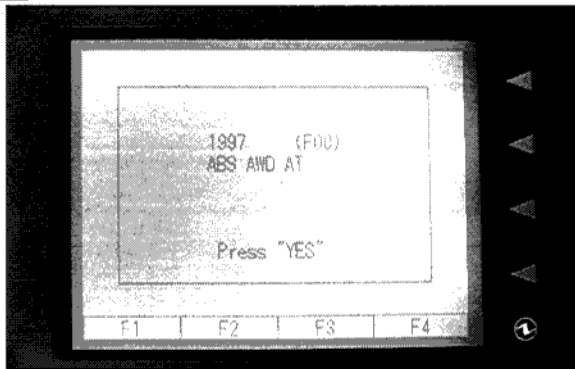 1997 (F00)
ABS AWD AT
Press "YES"
F1 F2 F3 F4